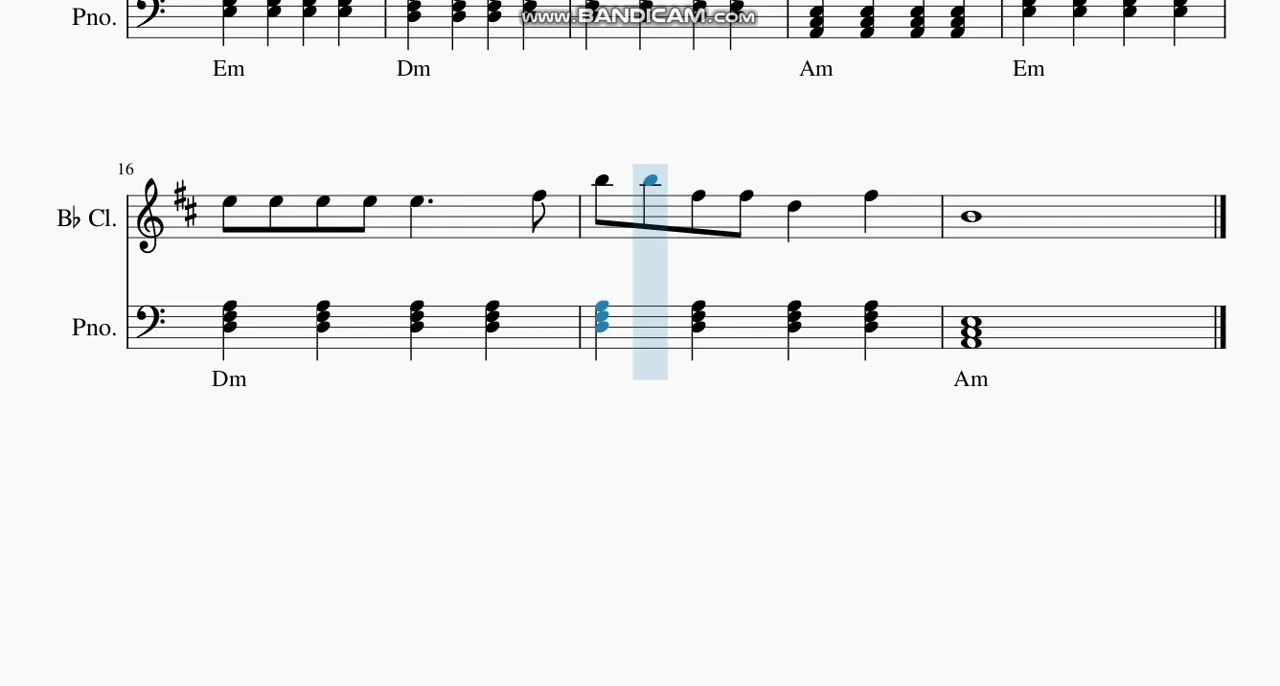 www.BANDICAM.com
Pno.
Em Dm Am Em
16
B♭ Cl.
Pno.
Dm Am